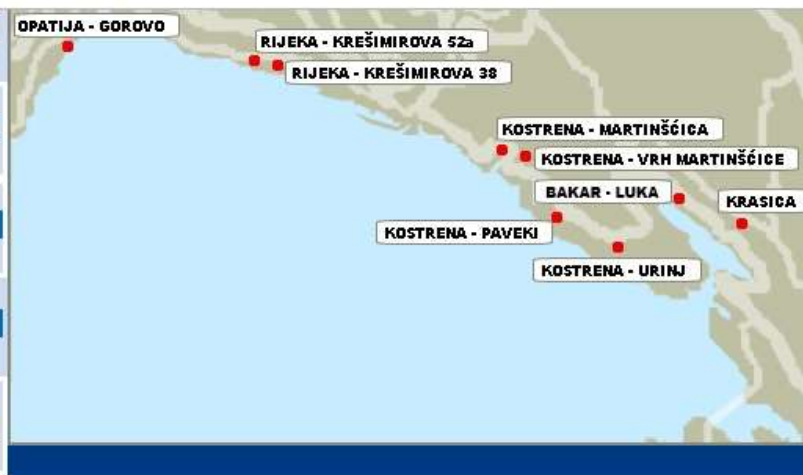 OPATIJA - GOROVO
RIJEKA - KREŠIMIROVA 52a
RIJEKA - KREŠIMIROVA 38
KOSTRENA - MARTINŠĆICA
KOSTRENA - VRH MARTINŠĆICE
BAKAR - LUKA
KRASICA
KOSTRENA - PAVEKI
KOSTRENA - URINJ